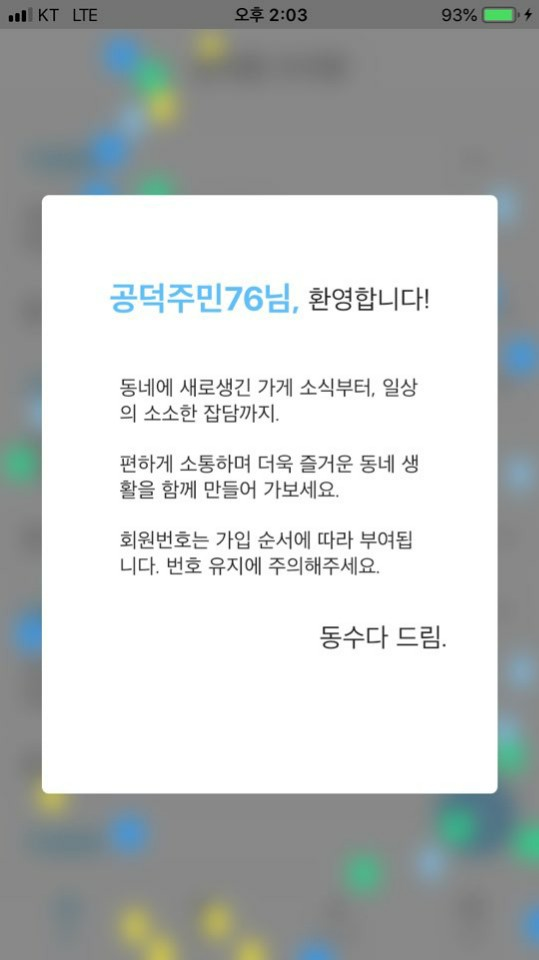 KT LTE 오후 2:03 93%
공덕주민76님, 환영합니다!
동네에 새로생긴 가게 소식부터, 일상
의 소소한 잡담까지.
편하게 소통하며 더욱 즐거운 동네 생
활을 함께 만들어 가보세요.
회원번호는 가입 순서에 따라 부여됩
니다. 번호 유지에 주의해주세요.
동수다 드림.